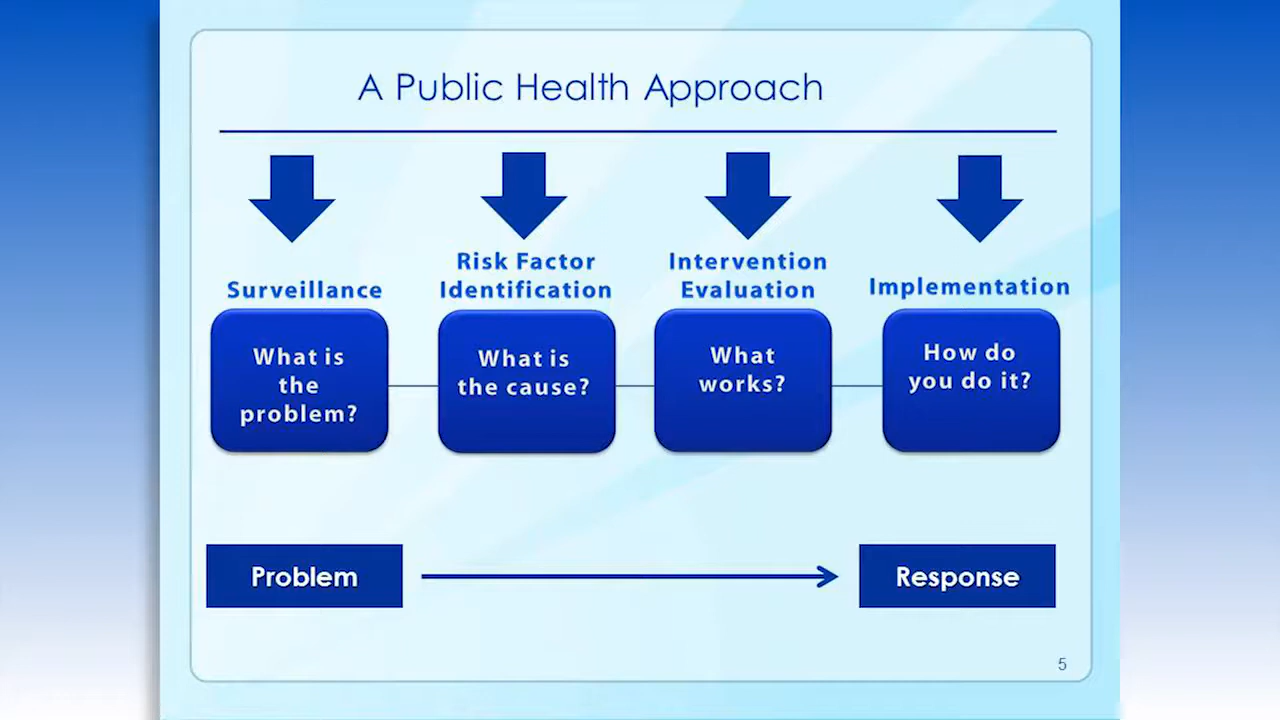 A Public Health Approach
Surveillance
Risk Factor
Identification
Intervention
Evaluation
Implementation
What is
the
problem?
What is
the cause?
What
works?
How do
you do it?
Problem
Response
5